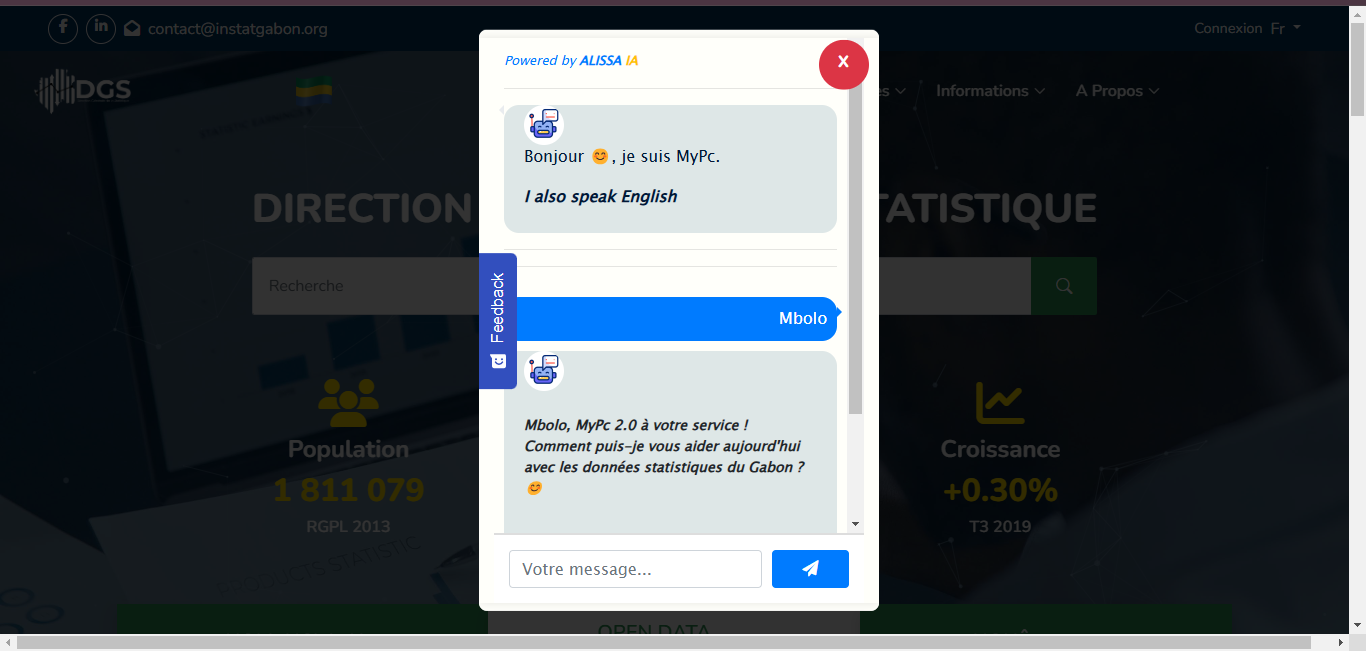 contact@instatgabon.org
Connexion Fr
DGS
Informations
A Propos
Powered by ALISSA IA
X
Bonjour 😊, je suis MyPc.
I also speak English
DIRECTION
TATISTIQUE
Recherche
Feedback
Mbolo
Mbolo, MyPc 2.0 à votre service !
Comment puis-je vous aider aujourd'hui
avec les données statistiques du Gabon ?
😊
Population
1 811 079
RGPL 2013
Croissance
+0.30%
T3 2019
Votre message...
PRODUCTS STATISTIC
OPEN DATA